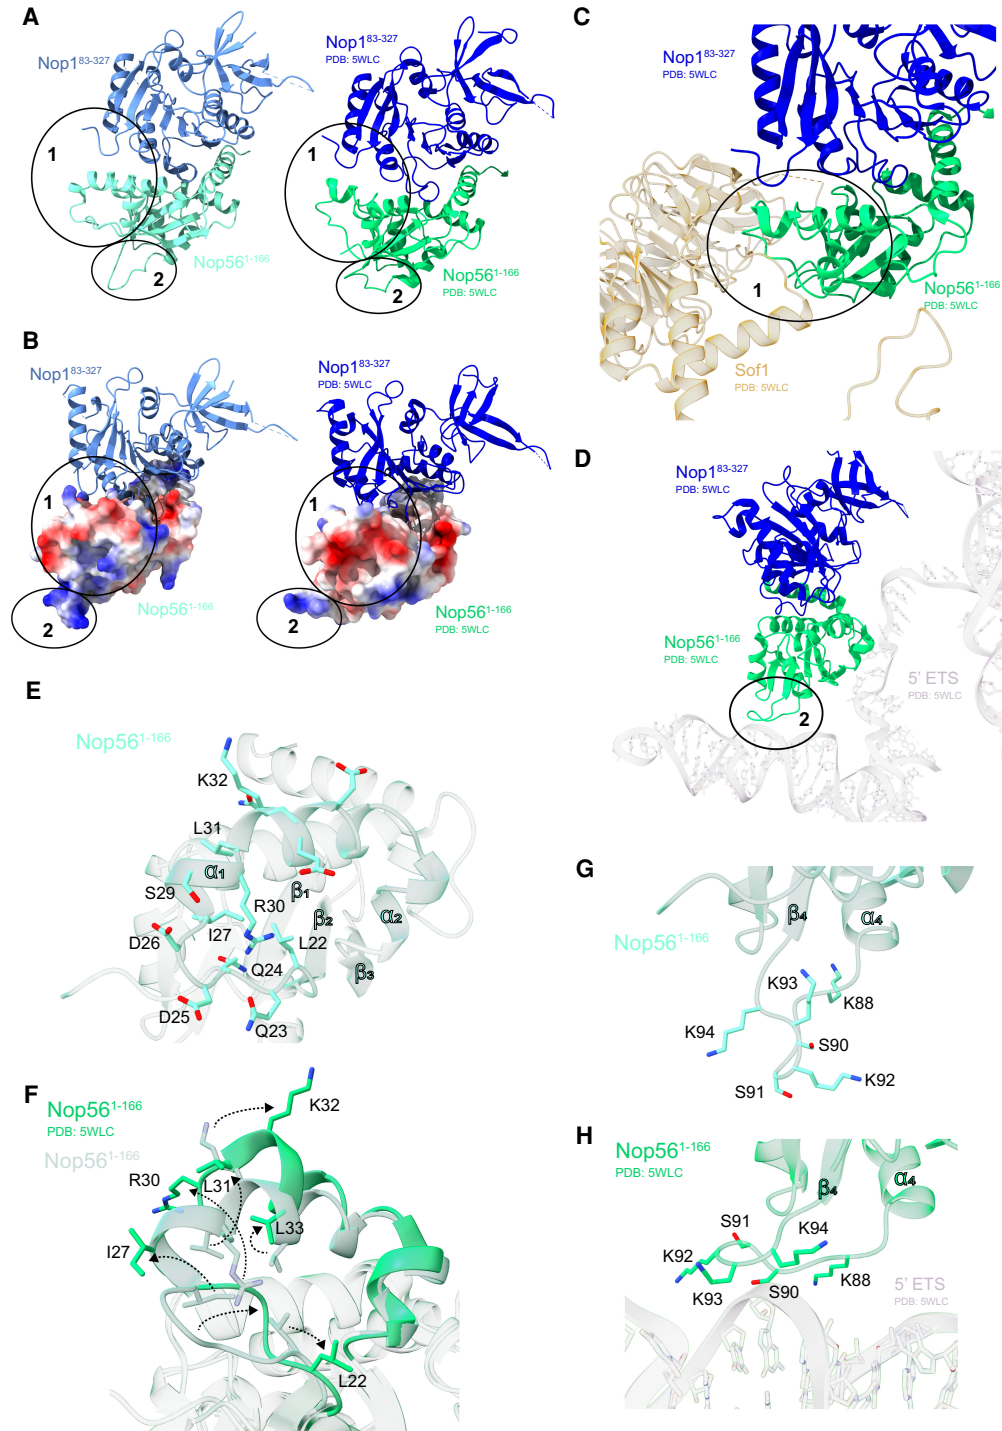 A
Nop1⁸³⁻³²⁷
1
2
Nop56¹⁻¹⁶⁶
Nop1⁸³⁻³²⁷
PDB: 5WLC
1
2
Nop56¹⁻¹⁶⁶
PDB: 5WLC
B
Nop1⁸³⁻³²⁷
1
2
Nop56¹⁻¹⁶⁶
Nop1⁸³⁻³²⁷
PDB: 5WLC
1
2
Nop56¹⁻¹⁶⁶
PDB: 5WLC
C
Nop1⁸³⁻³²⁷
PDB: 5WLC
1
Nop56¹⁻¹⁶⁶
PDB: 5WLC
Sof1
PDB: 5WLC
D
Nop1⁸³⁻³²⁷
PDB: 5WLC
Nop56¹⁻¹⁶⁶
PDB: 5WLC
5' ETS
PDB: 5WLC
2
E
Nop56¹⁻¹⁶⁶
K32
L31
α₁
S29
β₁
R30
β₂
α₂
I27
D26
L22
Q24
β₃
D25
Q23
F
Nop56¹⁻¹⁶⁶
PDB: 5WLC
Nop56¹⁻¹⁶⁶
K32
R30
L31
L33
I27
L22
G
Nop56¹⁻¹⁶⁶
β₄
α₄
K93
K88
K94
S90
S91
K92
H
Nop56¹⁻¹⁶⁶
PDB: 5WLC
β₄
α₄
S91
K94
K92
K88
K93
S90
5' ETS
PDB: 5WLC